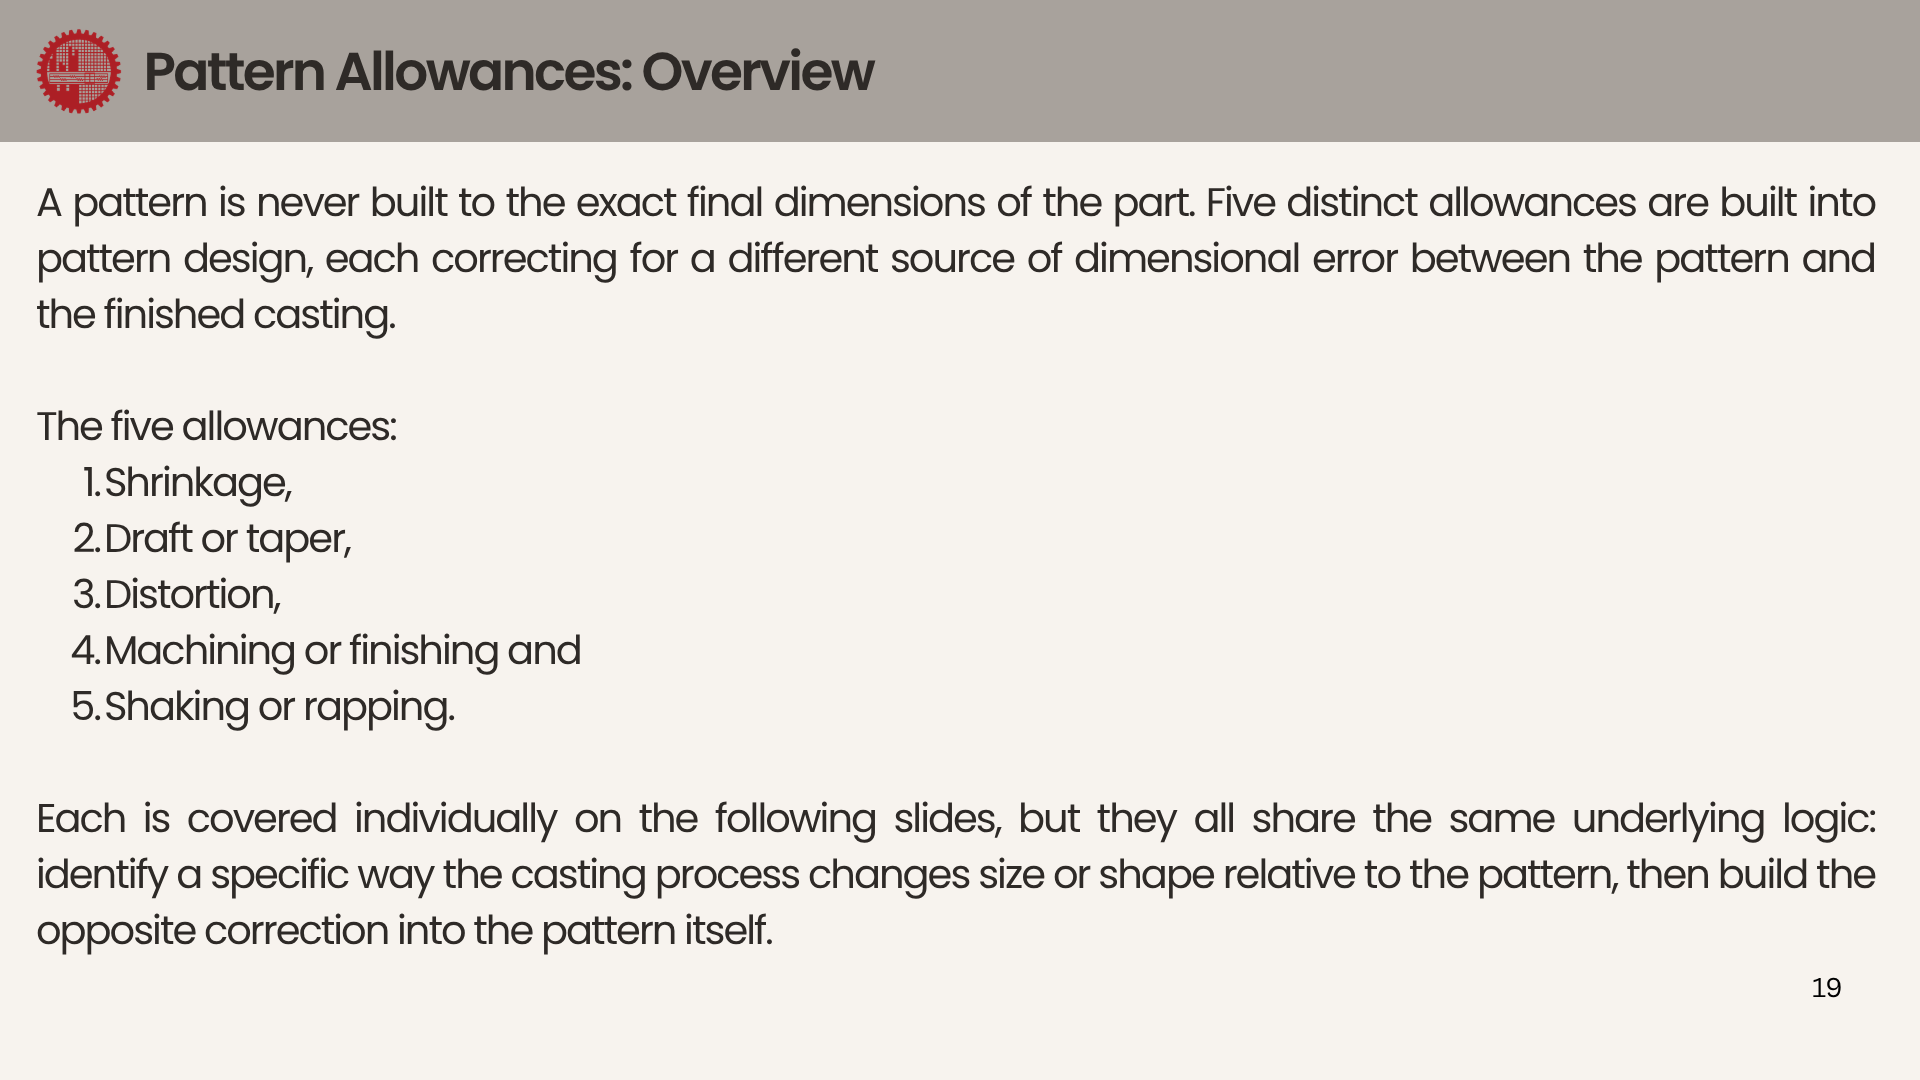 Pattern Allowances: Overview
A pattern is never built to the exact final dimensions of the part. Five distinct allowances are built into
pattern design, each correcting for a different source of dimensional error between the pattern and
the finished casting.
The five allowances:
1. Shrinkage,
2. Draft or taper,
3. Distortion,
4. Machining or finishing and
5. Shaking or rapping.
Each is covered individually on the following slides, but they all share the same underlying logic:
identify a specific way the casting process changes size or shape relative to the pattern, then build the
opposite correction into the pattern itself.
19